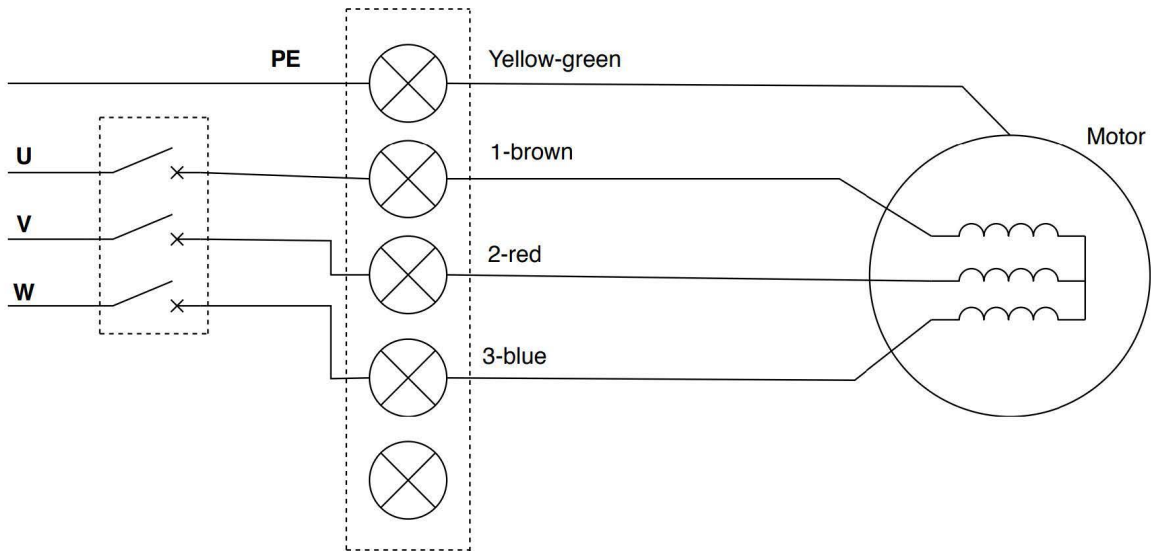 PE
Yellow-green
Motor
U
1-brown
V
2-red
W
3-blue